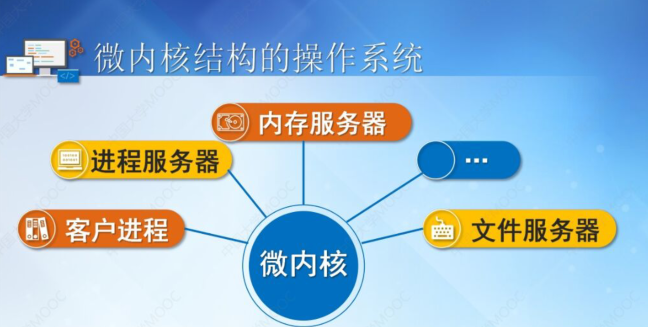 微内核结构的操作系统
内存服务器
进程服务器
...
客户进程
文件服务器
微内核